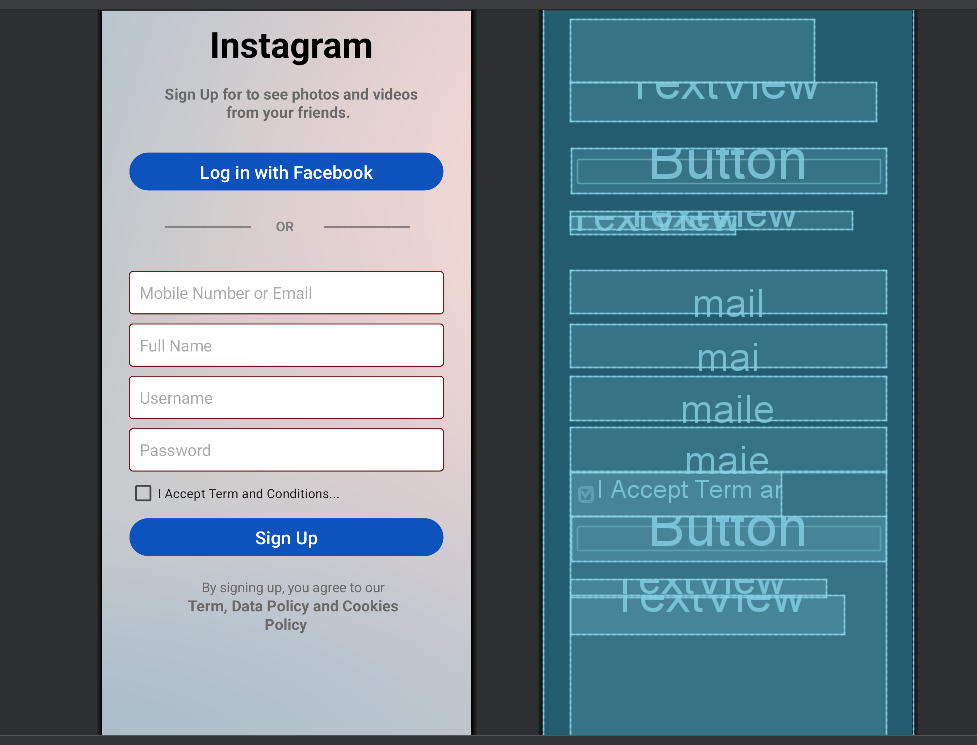 Instagram
Sign Up for to see photos and videos
from your friends.
Log in with Facebook
OR
Mobile Number or Email
Full Name
Username
Password
I Accept Term and Conditions...
Sign Up
By signing up, you agree to our
Term, Data Policy and Cookies
Policy
TextView
Button
TextView
TextView
mail
mai
maile
maie
I Accept Term an
Button
TextView
TextView